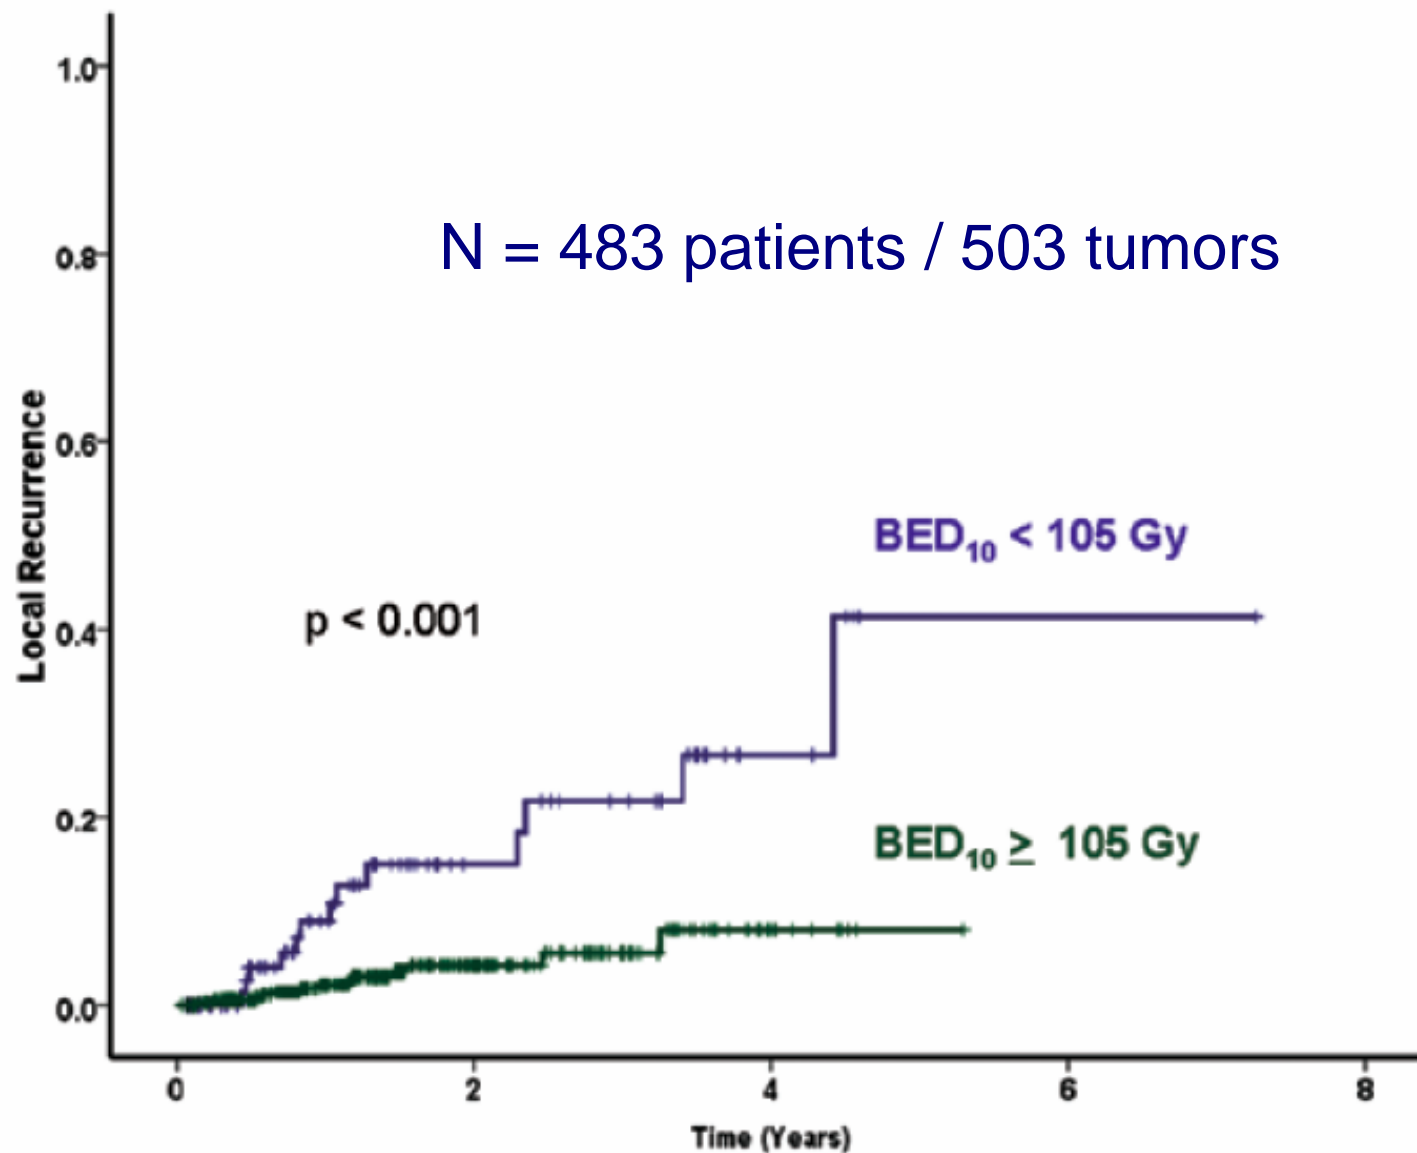 1.0
N = 483 patients / 503 tumors
0.8
Local Recurrence
0.6
BED₁₀ < 105 Gy
p < 0.001
0.4
0.2
BED₁₀ ≥ 105 Gy
0.0
0 2 4 6 8
Time (Years)